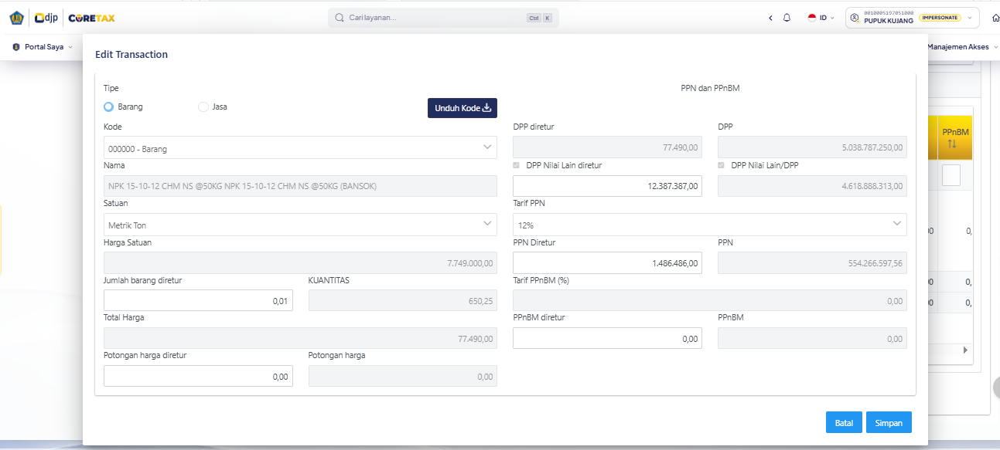 djp CORETAX
Cari layanan...
Ctrl K
ID
0010005197051000
PUPUK KUJANG
IMPERSONATE
Portal Saya
Manajemen Akses
Edit Transaction
Tipe
PPN dan PPnBM
Barang
Jasa
Unduh Kode
Kode
DPP diretur
DPP
000000 - Barang
77.490,00
5.038.787.250,00
Nama
DPP Nilai Lain diretur
DPP Nilai Lain/DPP
NPK 15-10-12 CHM NS @50KG NPK 15-10-12 CHM NS @50KG (BANSOK)
12.387.387,00
4.618.888.313,00
Satuan
Tarif PPN
Metrik Ton
12%
Harga Satuan
PPN Diretur
PPN
7.749.000,00
1.486.486,00
554.266.597,56
Jumlah barang diretur
KUANTITAS
Tarif PPnBM (%)
0,01
650,25
0,00
Total Harga
PPnBM diretur
PPnBM
77.490,00
0,00
0,00
Potongan harga diretur
Potongan harga
0,00
0,00
Batal
Simpan
PPnBM